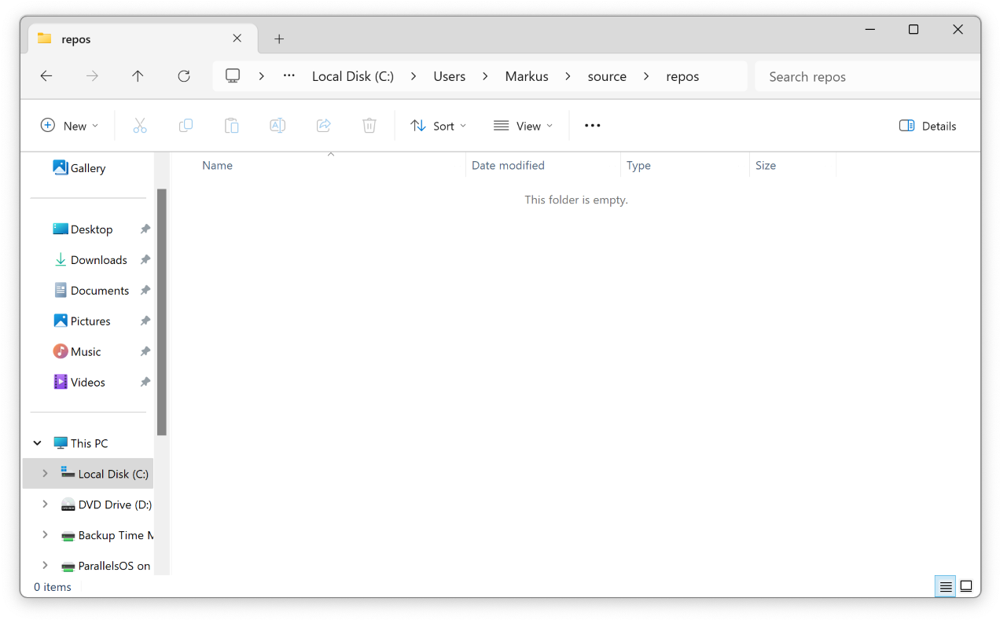 repos
Local Disk (C:) Users Markus source repos
Search repos
New Sort View Details
Gallery
Name Date modified Type Size
This folder is empty.
Desktop
Downloads
Documents
Pictures
Music
Videos
This PC
Local Disk (C:)
DVD Drive (D:)
Backup Time M
ParallelsOS on
0 items